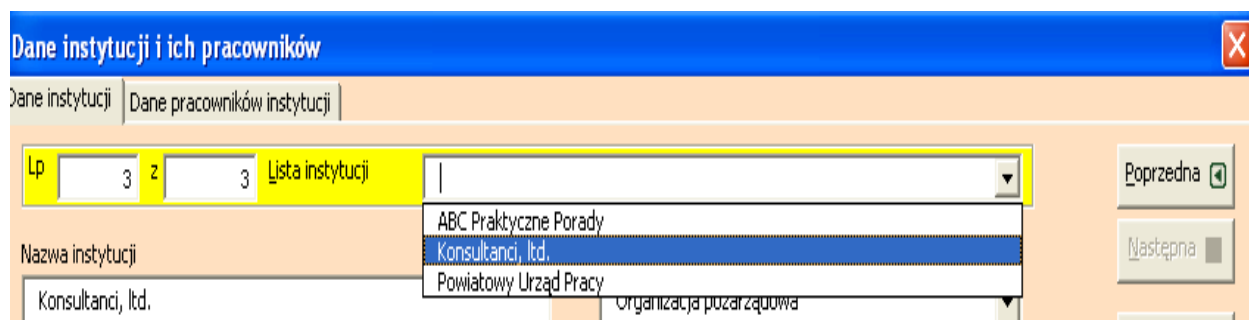 Dane instytucji i ich pracowników
Dane instytucji Dane pracowników instytucji
Lp 3 z 3 Lista instytucji
Poprzedna
ABC Praktyczne Porady
Konsultanci, ltd.
Powiatowy Urząd Pracy
Następna
Nazwa instytucji
Konsultanci, ltd.
Organizacja pozarządowa